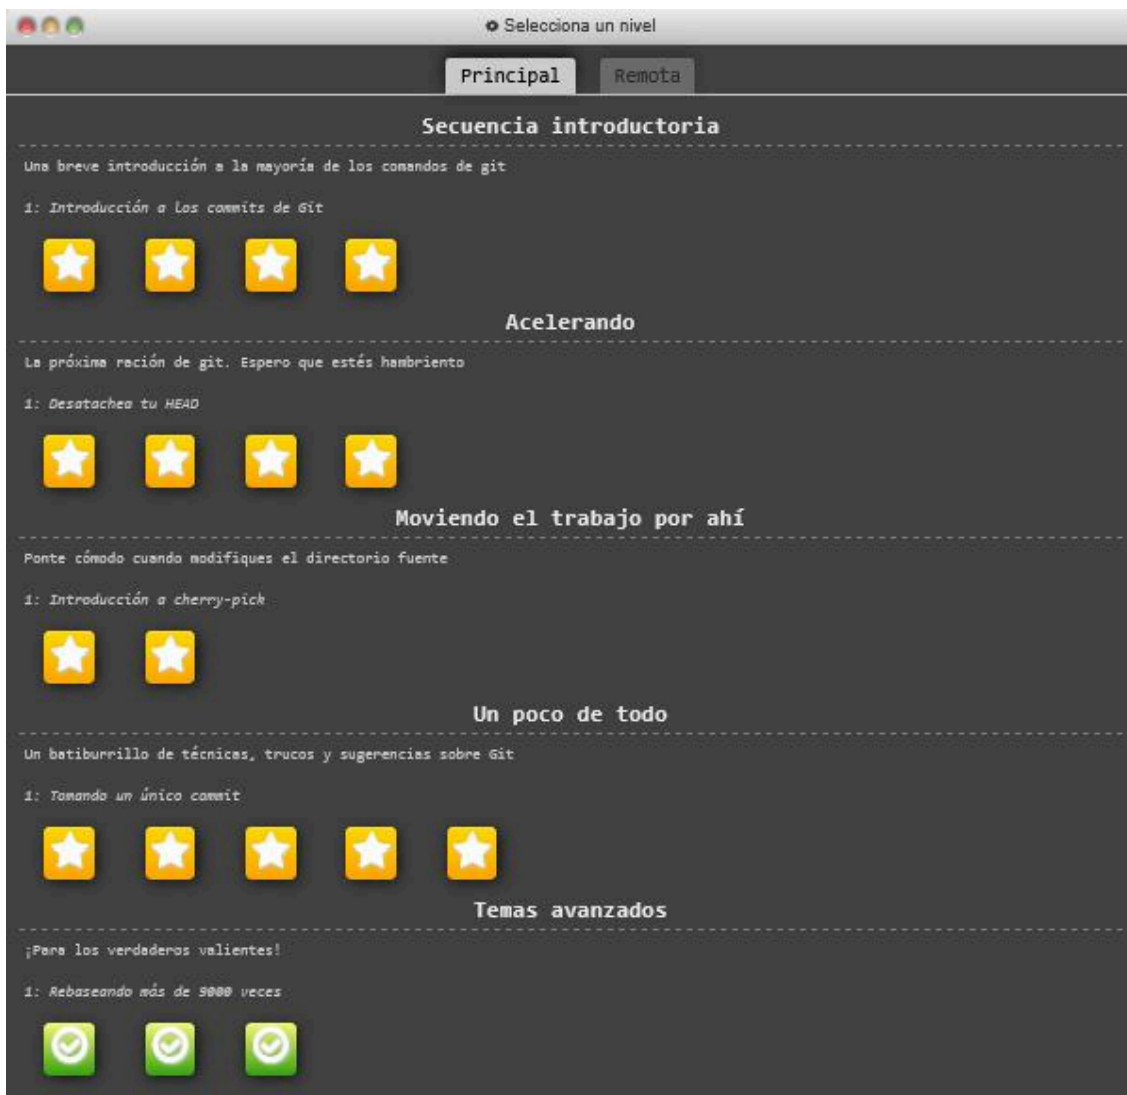 Selecciona un nivel
Principal Remota
Secuencia introductoria
Una breve introducción a la mayoría de los comandos de git
1: Introducción a los commits de Git
Acelerando
La próxima ración de git. Espero que estés hambriento
1: Desatachea tu HEAD
Moviendo el trabajo por ahí
Ponte cómodo cuando modifiques el directorio fuente
1: Introducción a cherry-pick
Un poco de todo
Un batiburrillo de técnicas, trucos y sugerencias sobre Git
1: Tomando un único commit
Temas avanzados
¡Para los verdaderos valientes!
1: Rebaseando más de 9000 veces